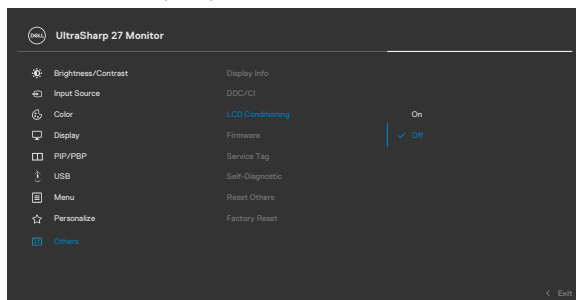 DELL UltraSharp 27 Monitor
Brightness/Contrast Display Info
Input Source DDC/CI
Color LCD Conditioning On
Display Firmware Off
PIP/PBP Service Tag
USB Self-Diagnostic
Menu Reset Others
Personalize Factory Reset
Others
< Exit